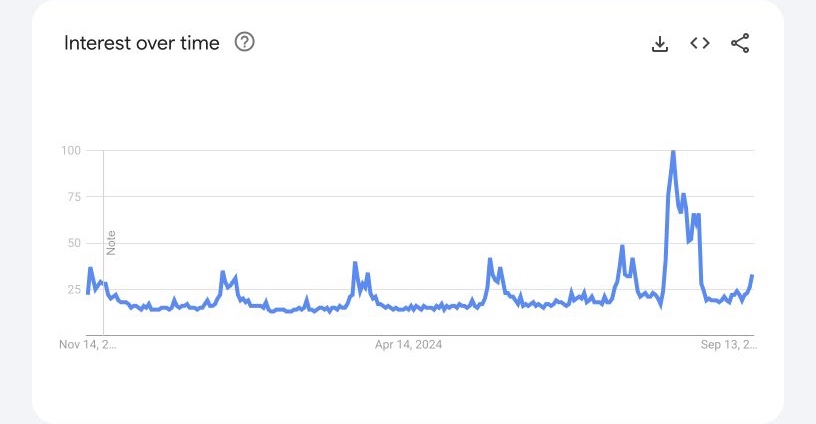 Interest over time
100
75
50
25
Note
Nov 14, 2...
Apr 14, 2024
Sep 13, 2...